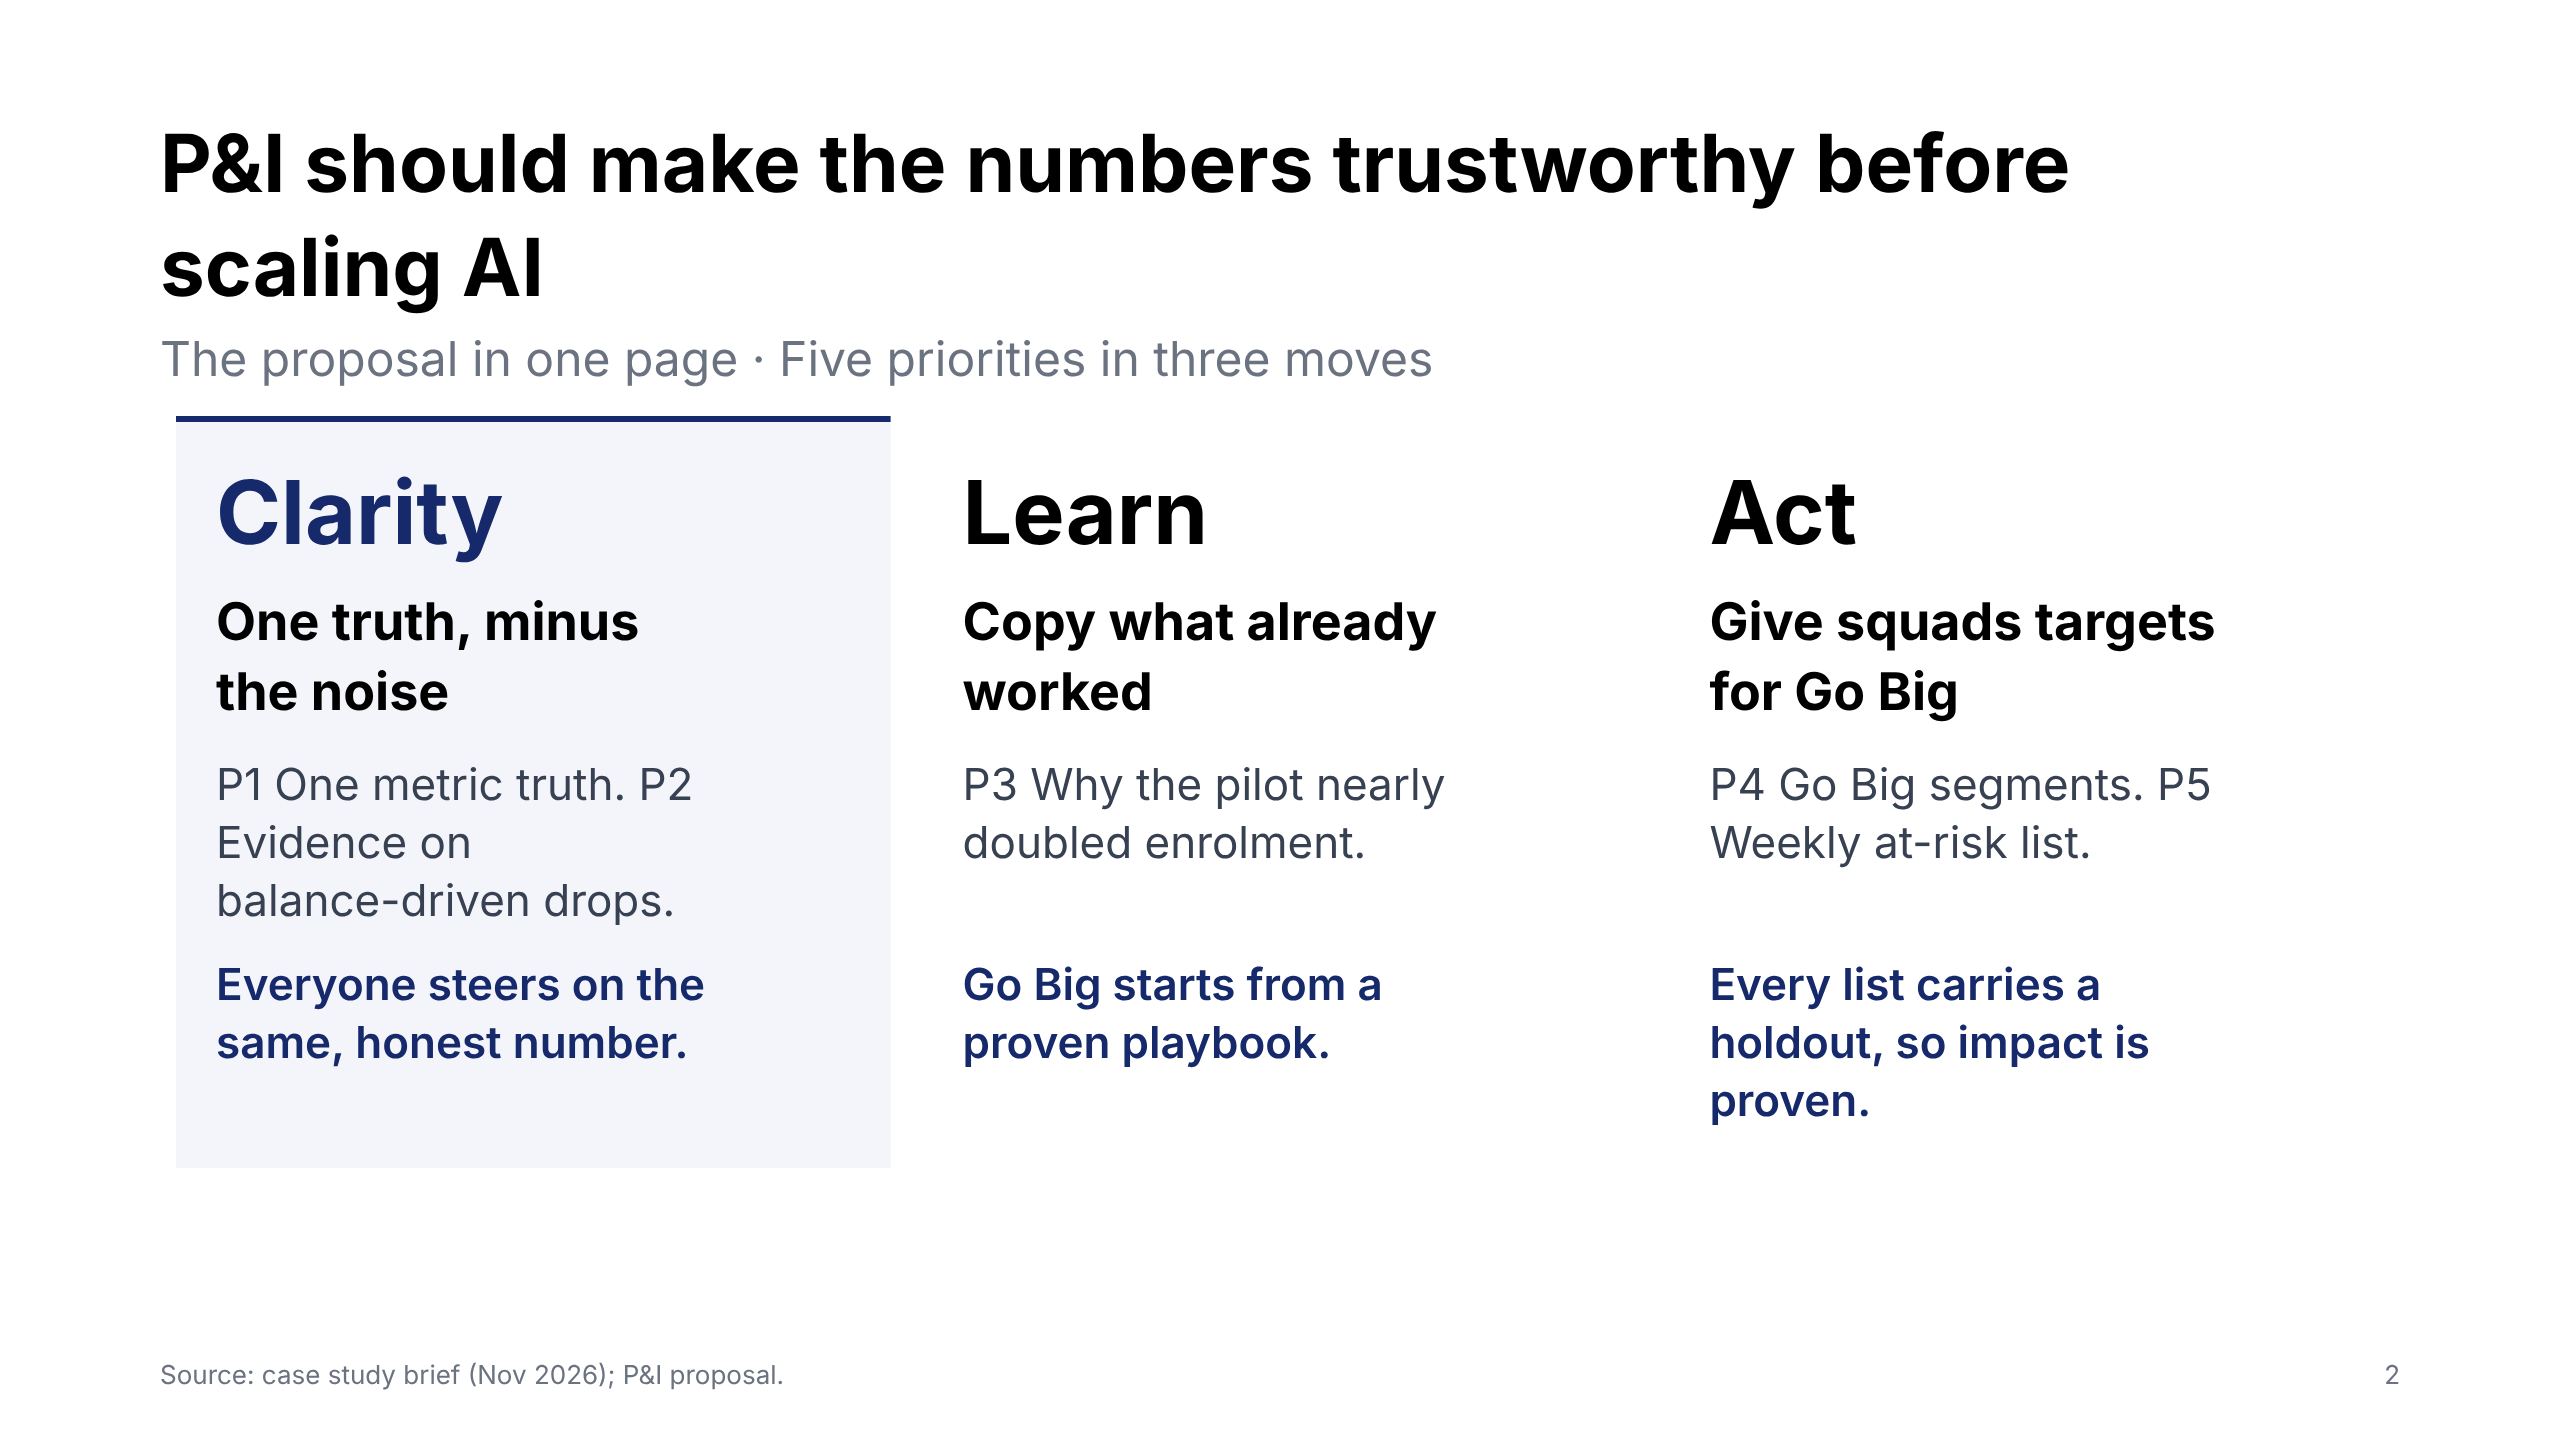 P&I should make the numbers trustworthy before
scaling AI
The proposal in one page · Five priorities in three moves
Clarity
One truth, minus
the noise
P1 One metric truth. P2
Evidence on
balance-driven drops.
Everyone steers on the
same, honest number.
Learn
Copy what already
worked
P3 Why the pilot nearly
doubled enrolment.
Go Big starts from a
proven playbook.
Act
Give squads targets
for Go Big
P4 Go Big segments. P5
Weekly at-risk list.
Every list carries a
holdout, so impact is
proven.
Source: case study brief (Nov 2026); P&I proposal.
2